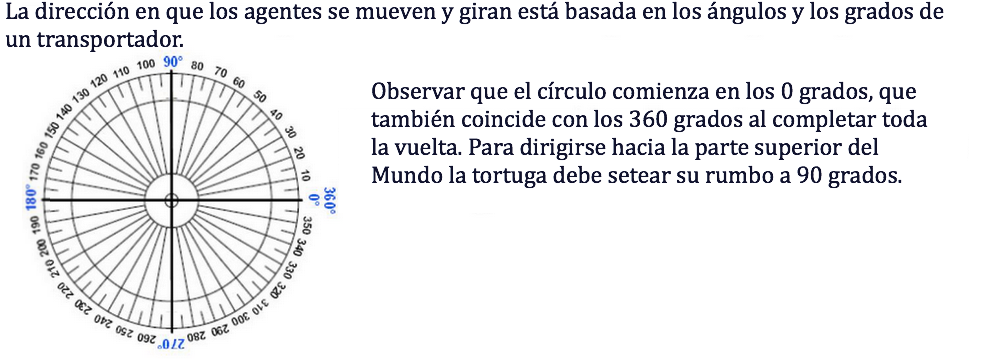 La dirección en que los agentes se mueven y giran está basada en los ángulos y los grados de
un transportador.
90°
100 80
110 70
120 60
130 50
140 40
150 30
160 20
170 10
180° 0° 360°
190 350
200 340
210 330
220 320
230 310
240 300
250 290
260 280
270°
Observar que el círculo comienza en los 0 grados, que
también coincide con los 360 grados al completar toda
la vuelta. Para dirigirse hacia la parte superior del
Mundo la tortuga debe setear su rumbo a 90 grados.